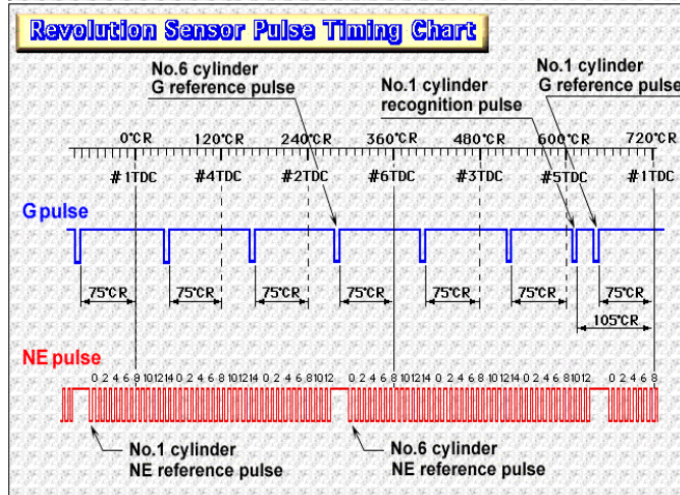 Revolution Sensor Pulse Timing Chart
No.6 cylinder
G reference pulse
No.1 cylinder
recognition pulse
No.1 cylinder
G reference pulse
0°CR 120°CR 240°CR 360°CR 480°CR 600°CR 720°CR
#1TDC #4TDC #2TDC #6TDC #3TDC #5TDC #1TDC
G pulse
75°CR 75°CR 75°CR 75°CR 75°CR 75°CR 75°CR
105°CR
NE pulse
0 2 4 6 8 10 12 14 0 2 4 6 8 10 12 14 0 2 4 6 8 10 12 0 2 4 6 8 10 12 14 0 2 4 6 8 10 12 14 0 2 4 6 8 10 12 0 2 4 6 8
No.1 cylinder
NE reference pulse
No.6 cylinder
NE reference pulse